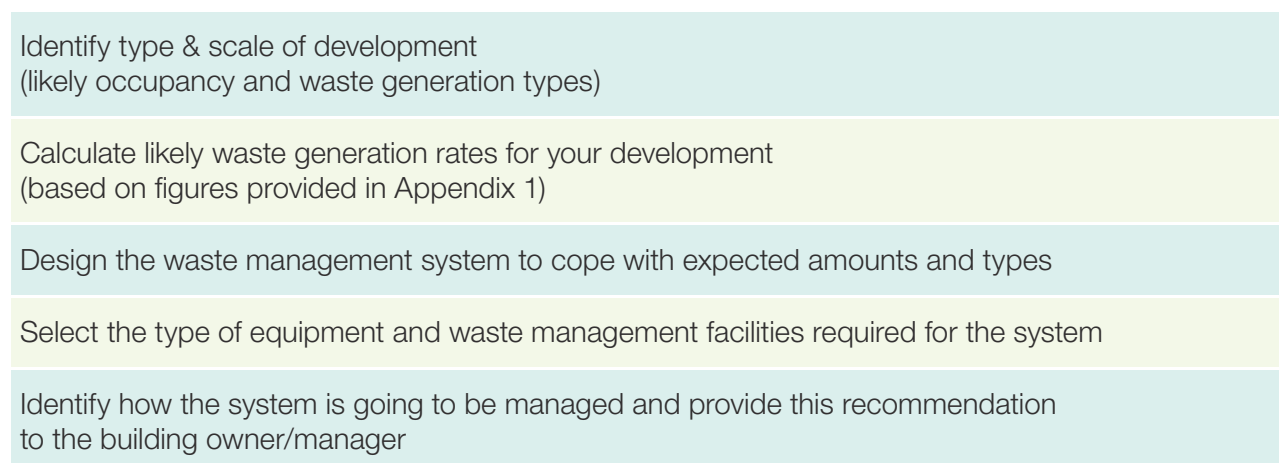 Identify type & scale of development
(likely occupancy and waste generation types)
Calculate likely waste generation rates for your development
(based on figures provided in Appendix 1)
Design the waste management system to cope with expected amounts and types
Select the type of equipment and waste management facilities required for the system
Identify how the system is going to be managed and provide this recommendation
to the building owner/manager